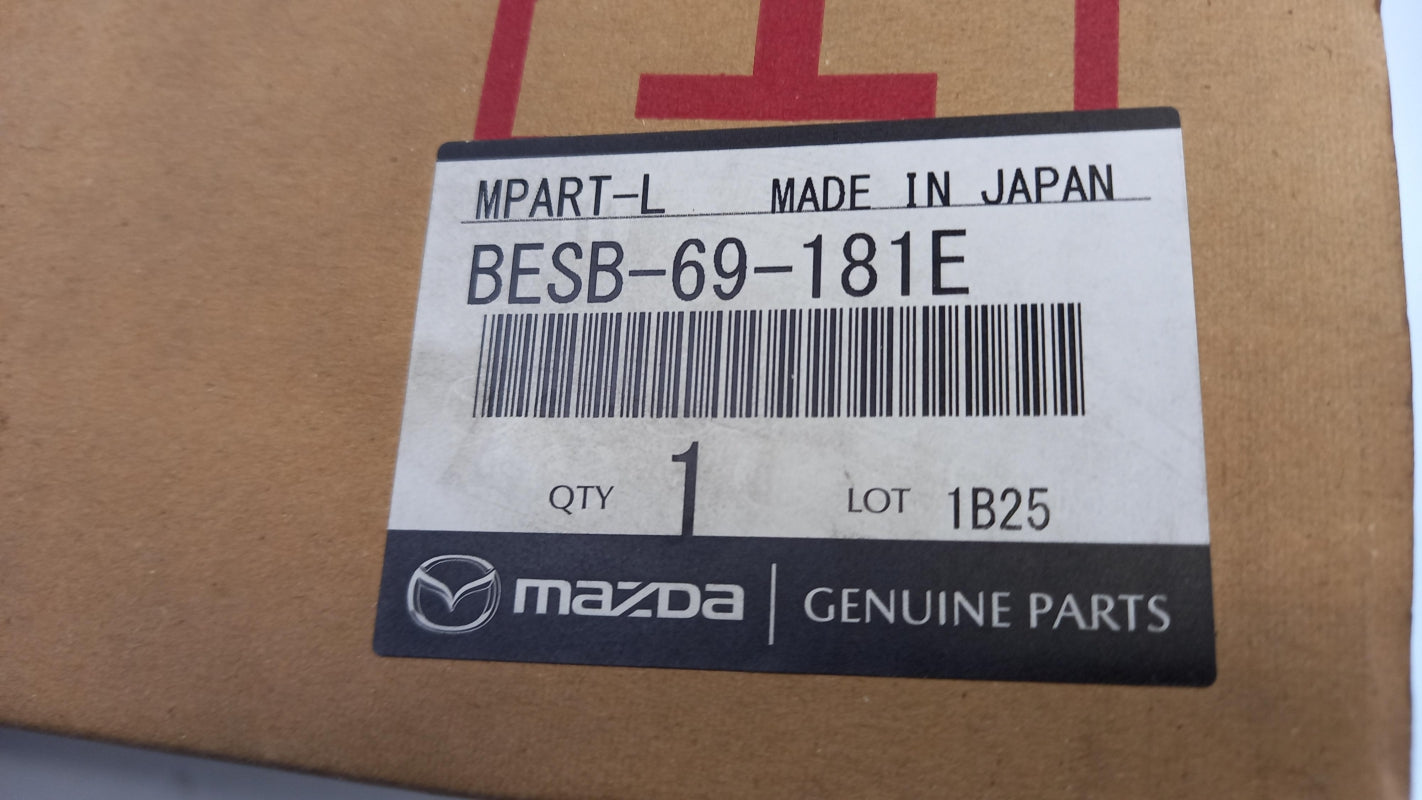 MPART-L MADE IN JAPAN
BESB-69-181E
QTY 1 LOT 1B25
mazda GENUINE PARTS